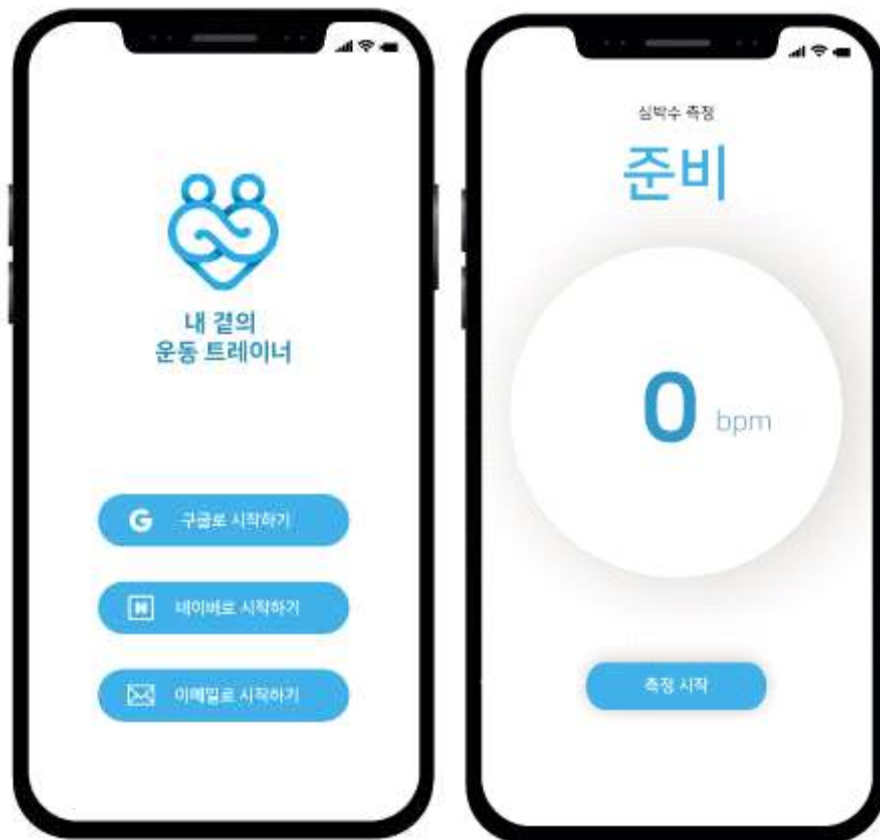 내 곁의
운동 트레이너
G 구글로 시작하기
N 네이버로 시작하기
이메일로 시작하기
심박수 측정
준비
0 bpm
측정 시작